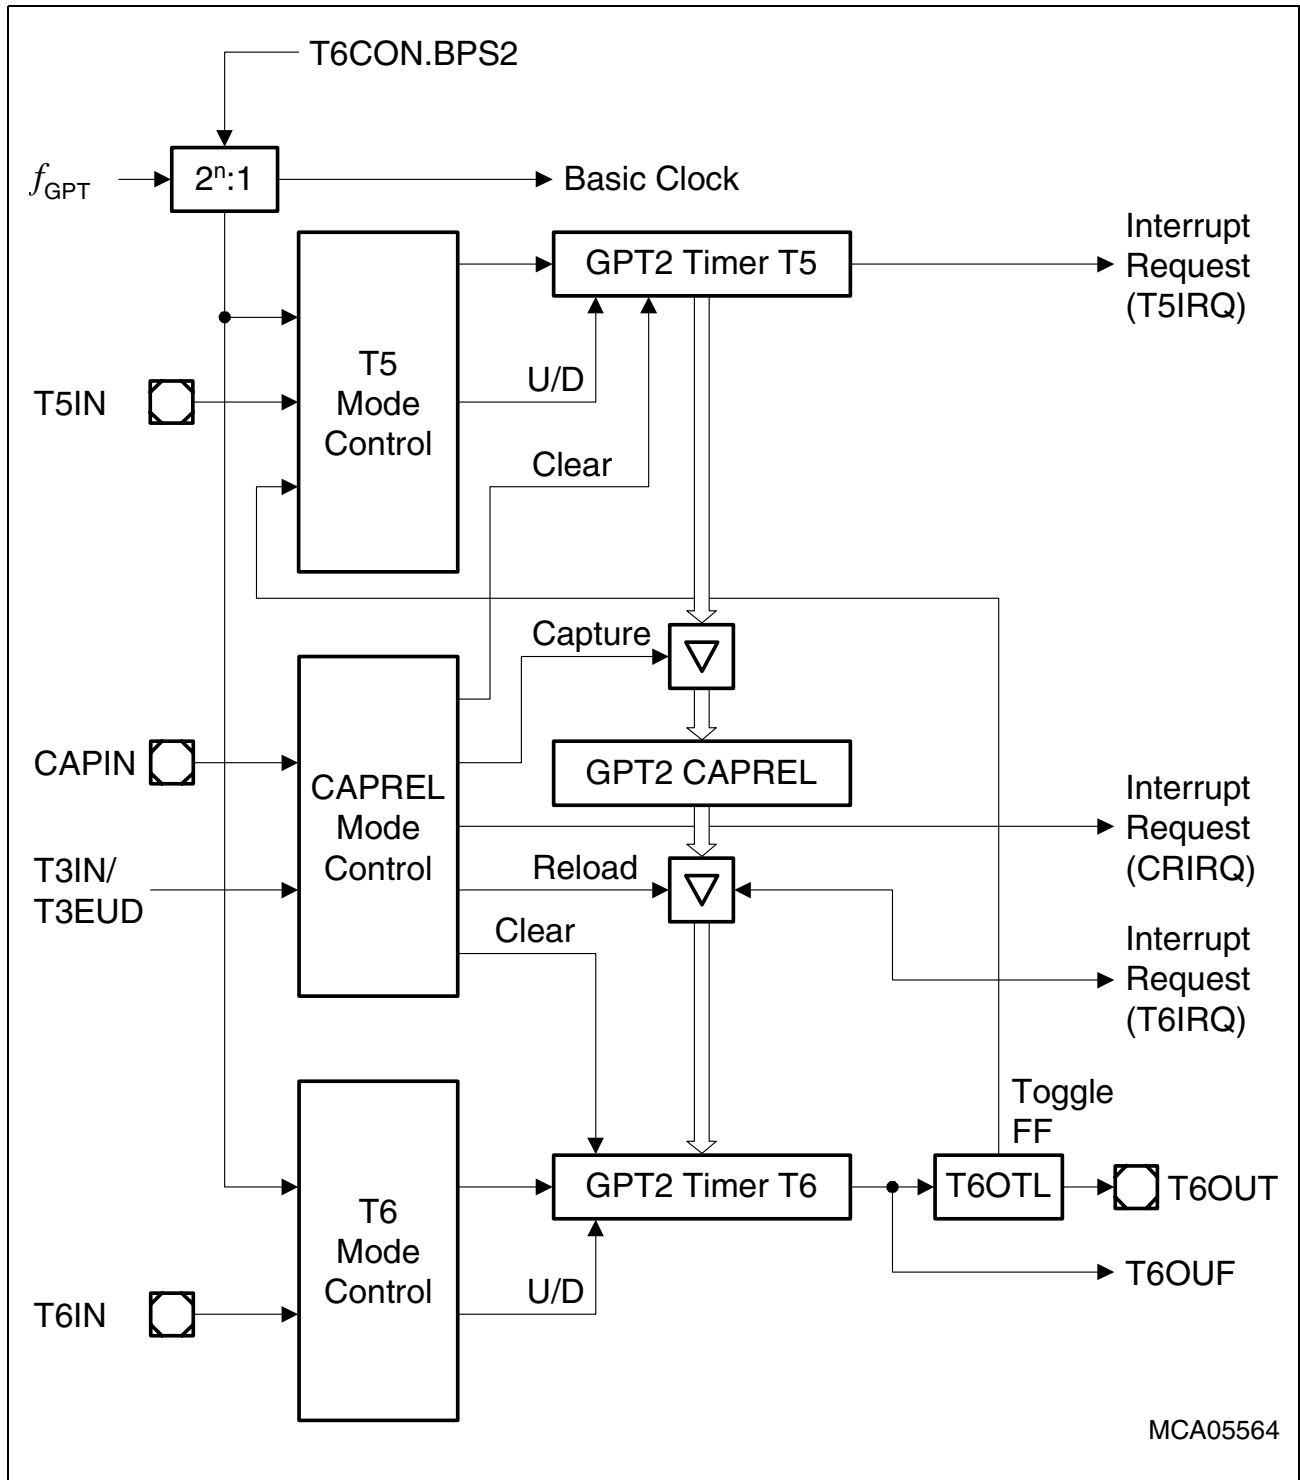 T6CON.BPS2
fGPT
2n:1
Basic Clock
Interrupt
Request
(T5IRQ)
GPT2 Timer T5
T5
Mode
Control
T5IN
U/D
Clear
Capture
CAPIN
GPT2 CAPREL
CAPREL
Mode
Control
Interrupt
Request
(CRIRQ)
T3IN/
T3EUD
Reload
Clear
Interrupt
Request
(T6IRQ)
Toggle
FF
GPT2 Timer T6
T6OTL
T6OUT
T6
Mode
Control
T6OUF
T6IN
U/D
MCA05564